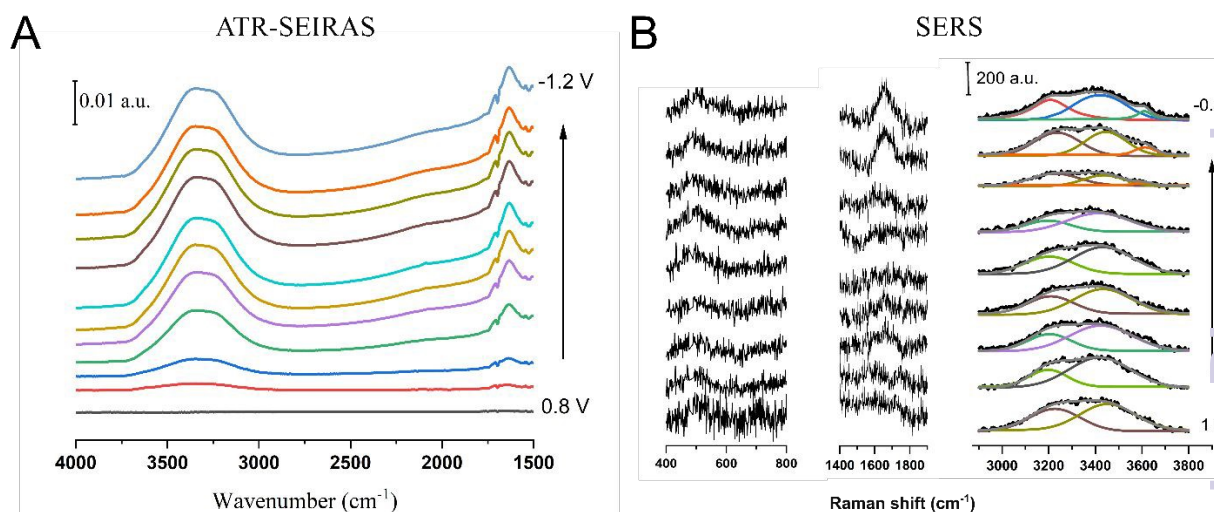 A
ATR-SEIRAS
0.01 a.u.
-1.2 V
0.8 V
4000 3500 3000 2500 2000 1500
Wavenumber (cm-1)
B
SERS
200 a.u.
-0.
1
400 600 800
1400 1600 1800
3000 3200 3400 3600 3800
Raman shift (cm-1)